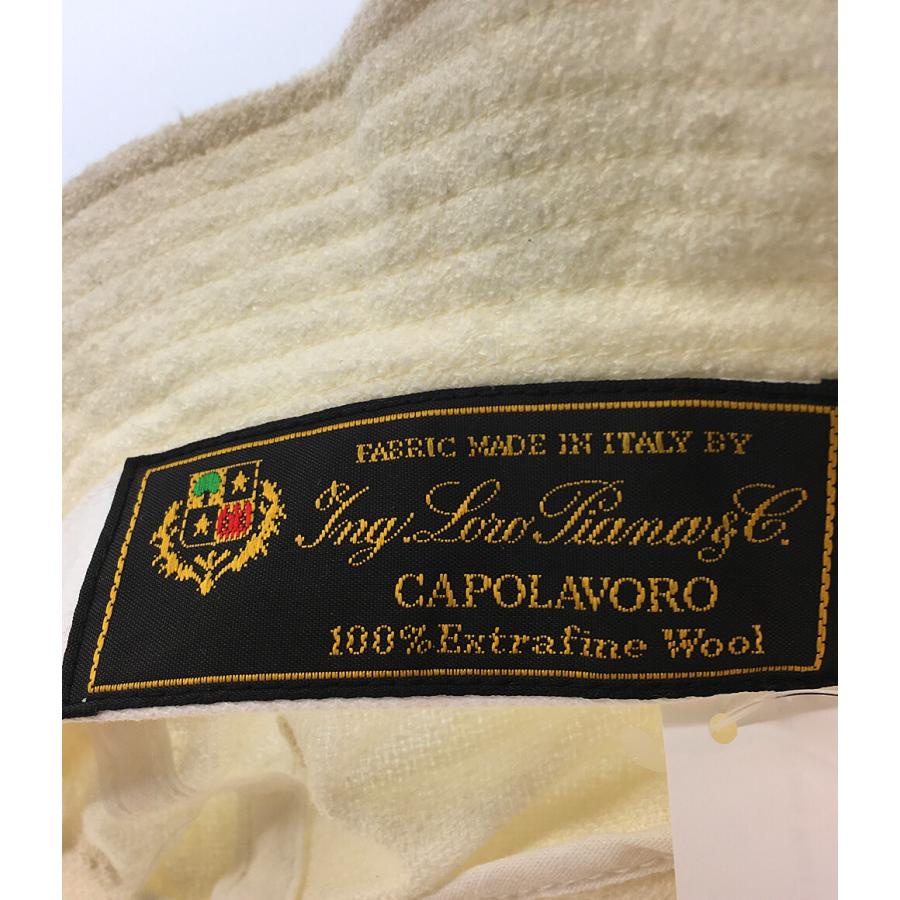 FABRIC MADE IN ITALY BY
Ing. Loro Piana & C.
CAPOLAVORO
100% Extrafine Wool